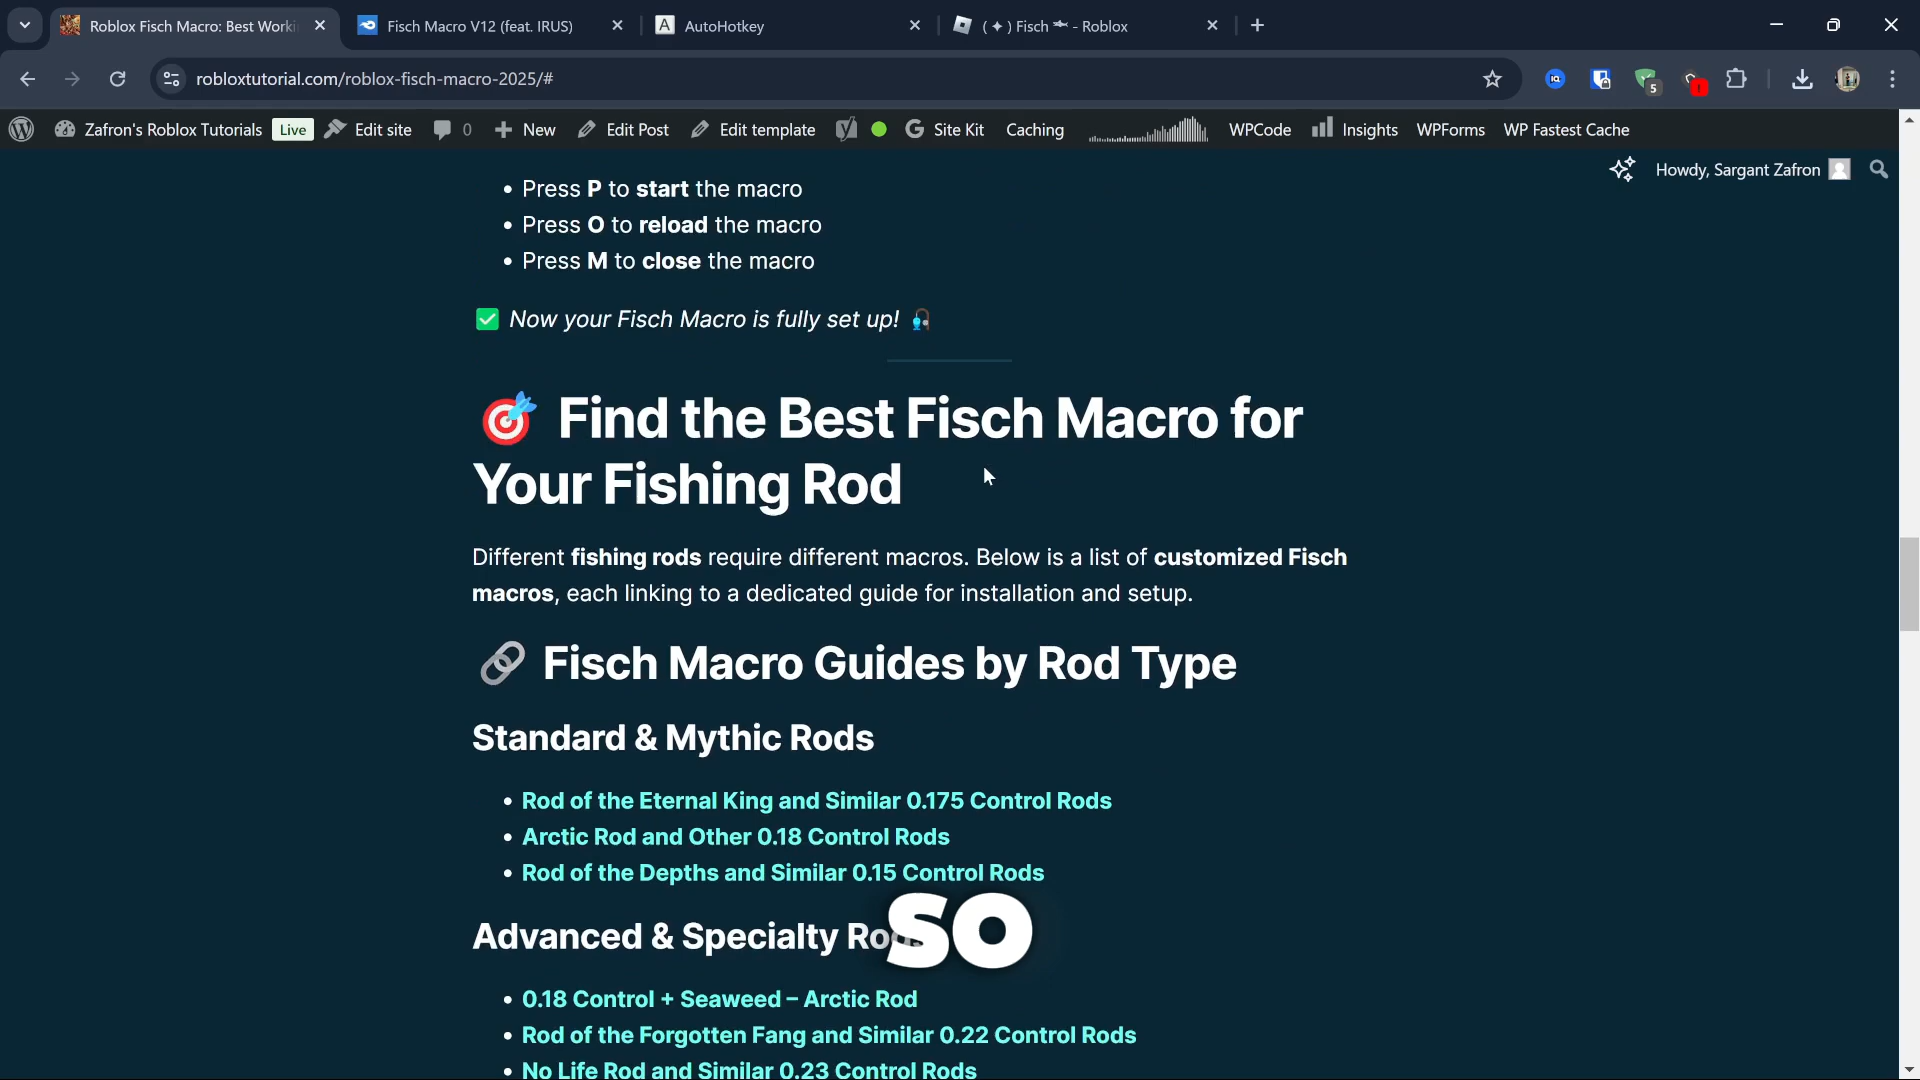 Roblox Fisch Macro: Best Worki
Fisch Macro V12 (feat. IRUS)
A AutoHotkey
( ✦ ) Fisch 🦈 - Roblox
robloxtutorial.com/roblox-fisch-macro-2025/#
5
Zafron's Roblox Tutorials Live Edit site 0 New Edit Post Edit template Site Kit Caching WPCode Insights WPForms WP Fastest Cache
Howdy, Sargant Zafron
• Press P to start the macro
• Press O to reload the macro
• Press M to close the macro
✅ Now your Fisch Macro is fully set up! 🎣
🎯 Find the Best Fisch Macro for
Your Fishing Rod
Different fishing rods require different macros. Below is a list of customized Fisch
macros, each linking to a dedicated guide for installation and setup.
🔗 Fisch Macro Guides by Rod Type
Standard & Mythic Rods
• Rod of the Eternal King and Similar 0.175 Control Rods
• Arctic Rod and Other 0.18 Control Rods
• Rod of the Depths and Similar 0.15 Control Rods
Advanced & Specialty Rods
SO
• 0.18 Control + Seaweed – Arctic Rod
• Rod of the Forgotten Fang and Similar 0.22 Control Rods
• No Life Rod and Similar 0.23 Control Rods